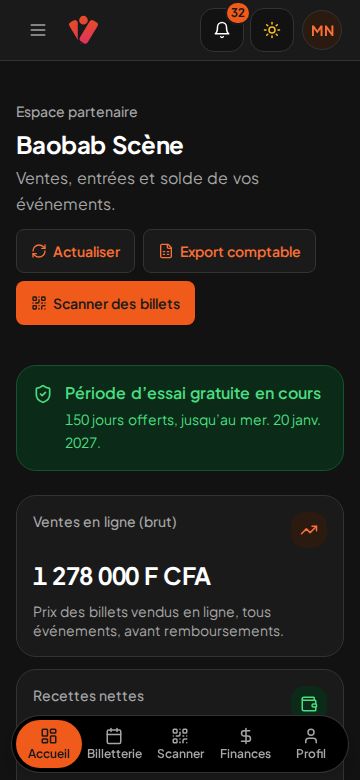 32
MN
Espace partenaire
Baobab Scène
Ventes, entrées et solde de vos
événements.
Actualiser
Export comptable
Scanner des billets
Période d’essai gratuite en cours
150 jours offerts, jusqu’au mer. 20 janv.
2027.
Ventes en ligne (brut)
1 278 000 F CFA
Prix des billets vendus en ligne, tous
événements, avant remboursements.
Recettes nettes
Accueil
Billetterie
Scanner
Finances
Profil